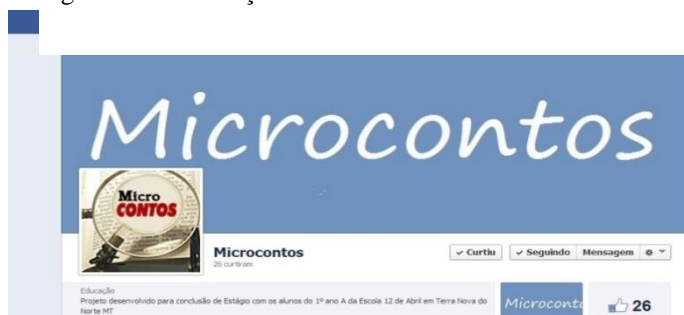 Microcontos
Micro
CONTOS
Microcontos
26 curtiram
✓ Curtiu
✓ Seguindo
Mensagem
Educação
Projeto desenvolvido para conclusão de Estágio com os alunos do 1º ano A da Escola 12 de Abril em Terra Nova do
Norte MT
Microconto
26